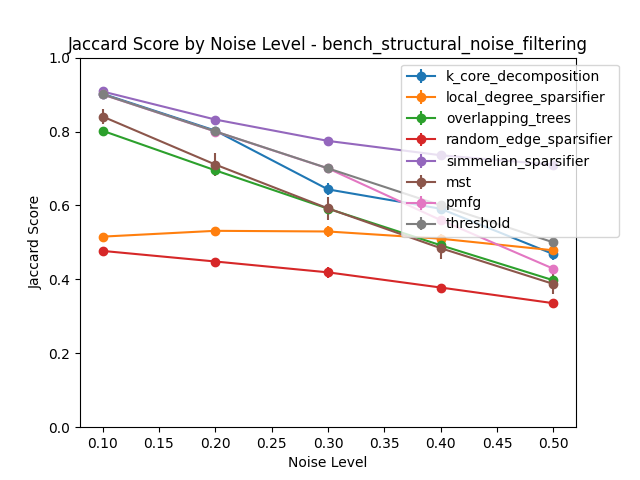 Jaccard Score by Noise Level - bench_structural_noise_filtering
1.0
0.8
0.6
0.4
0.2
0.0
Jaccard Score
k_core_decomposition
local_degree_sparsifier
overlapping_trees
random_edge_sparsifier
simmelian_sparsifier
mst
pmfg
threshold
0.10 0.15 0.20 0.25 0.30 0.35 0.40 0.45 0.50
Noise Level